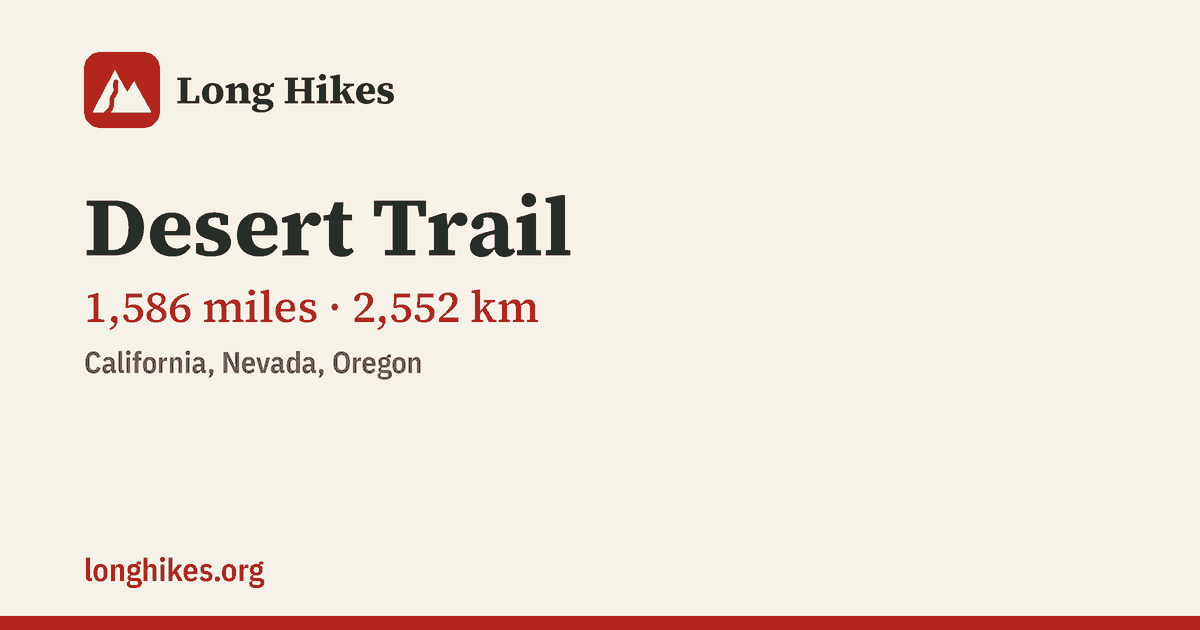 Long Hikes
Desert Trail
1,586 miles · 2,552 km
California, Nevada, Oregon
longhikes.org